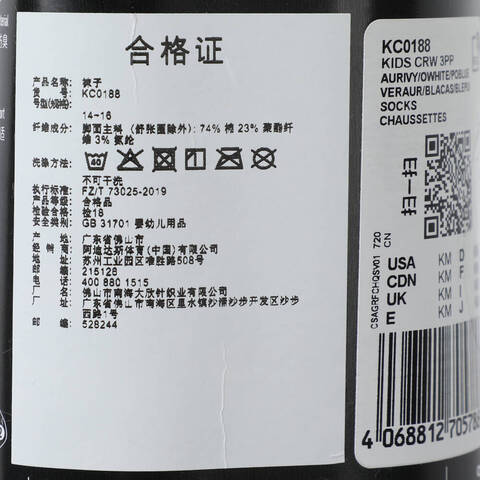 合格证
产品名称: 袜子
货 号: KC0188
号型(规格):
14-16
纤维成分: 脚面主料 (舒张圈除外): 74% 棉 23% 聚酯纤
维 3% 氨纶
洗涤方法:
不可干洗
执行标准: FZ/T 73025-2019
产品等级: 合格品
检验合格: 检18
安全类别: GB 31701 婴幼儿用品
产 地: 广东省佛山市
经 销 商: 阿迪达斯体育(中国)有限公司
地 址: 苏州工业园区唯胜路508号
邮 编: 215126
电 话: 400 880 1515
厂 名: 佛山市南海大欣针织业有限公司
厂 址: 广东省佛山市南海区里水镇沙涌沙步开发区沙步
西路1号
邮 编: 528244
KC0188
KIDS CRW 3PP
AURIVY/OWHITE/POBLUE
VERAUR/BLACAS/BLEPO
SOCKS
CHAUSSETTES
扫一扫
CSAGRFCHQSV01 720
CN
USA KM D
CDN KM F
UK KM I
E KM J
4 068812 70578